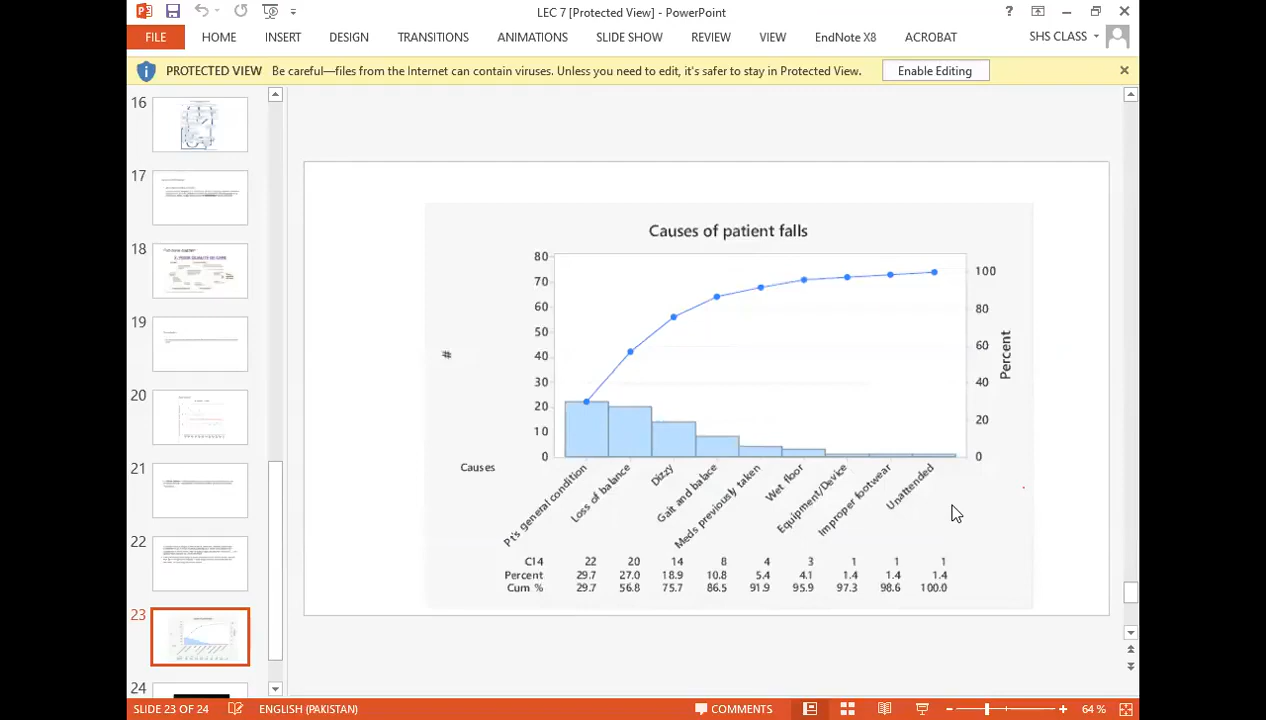 LEC 7 [Protected View] - PowerPoint
FILE HOME INSERT DESIGN TRANSITIONS ANIMATIONS SLIDE SHOW REVIEW VIEW EndNote X8 ACROBAT SHS CLASS
PROTECTED VIEW Be careful—files from the Internet can contain viruses. Unless you need to edit, it's safer to stay in Protected View. Enable Editing
16
17
18
19
20
21
22
23
24
Causes of patient falls
80
70
60
50
40
30
20
10
0
#
100
80
60
40
20
0
Percent
Causes
Pt's general condition
Loss of balance
Dizzy
Gait and balace
Meds previously taken
Wet floor
Equipment/Device
Improper footwear
Unattended
C14 22 20 14 8 4 3 1 1 1
Percent 29.7 27.0 18.9 10.8 5.4 4.1 1.4 1.4 1.4
Cum % 29.7 56.8 75.7 86.5 91.9 95.9 97.3 98.6 100.0
SLIDE 23 OF 24 ENGLISH (PAKISTAN) COMMENTS 64 %